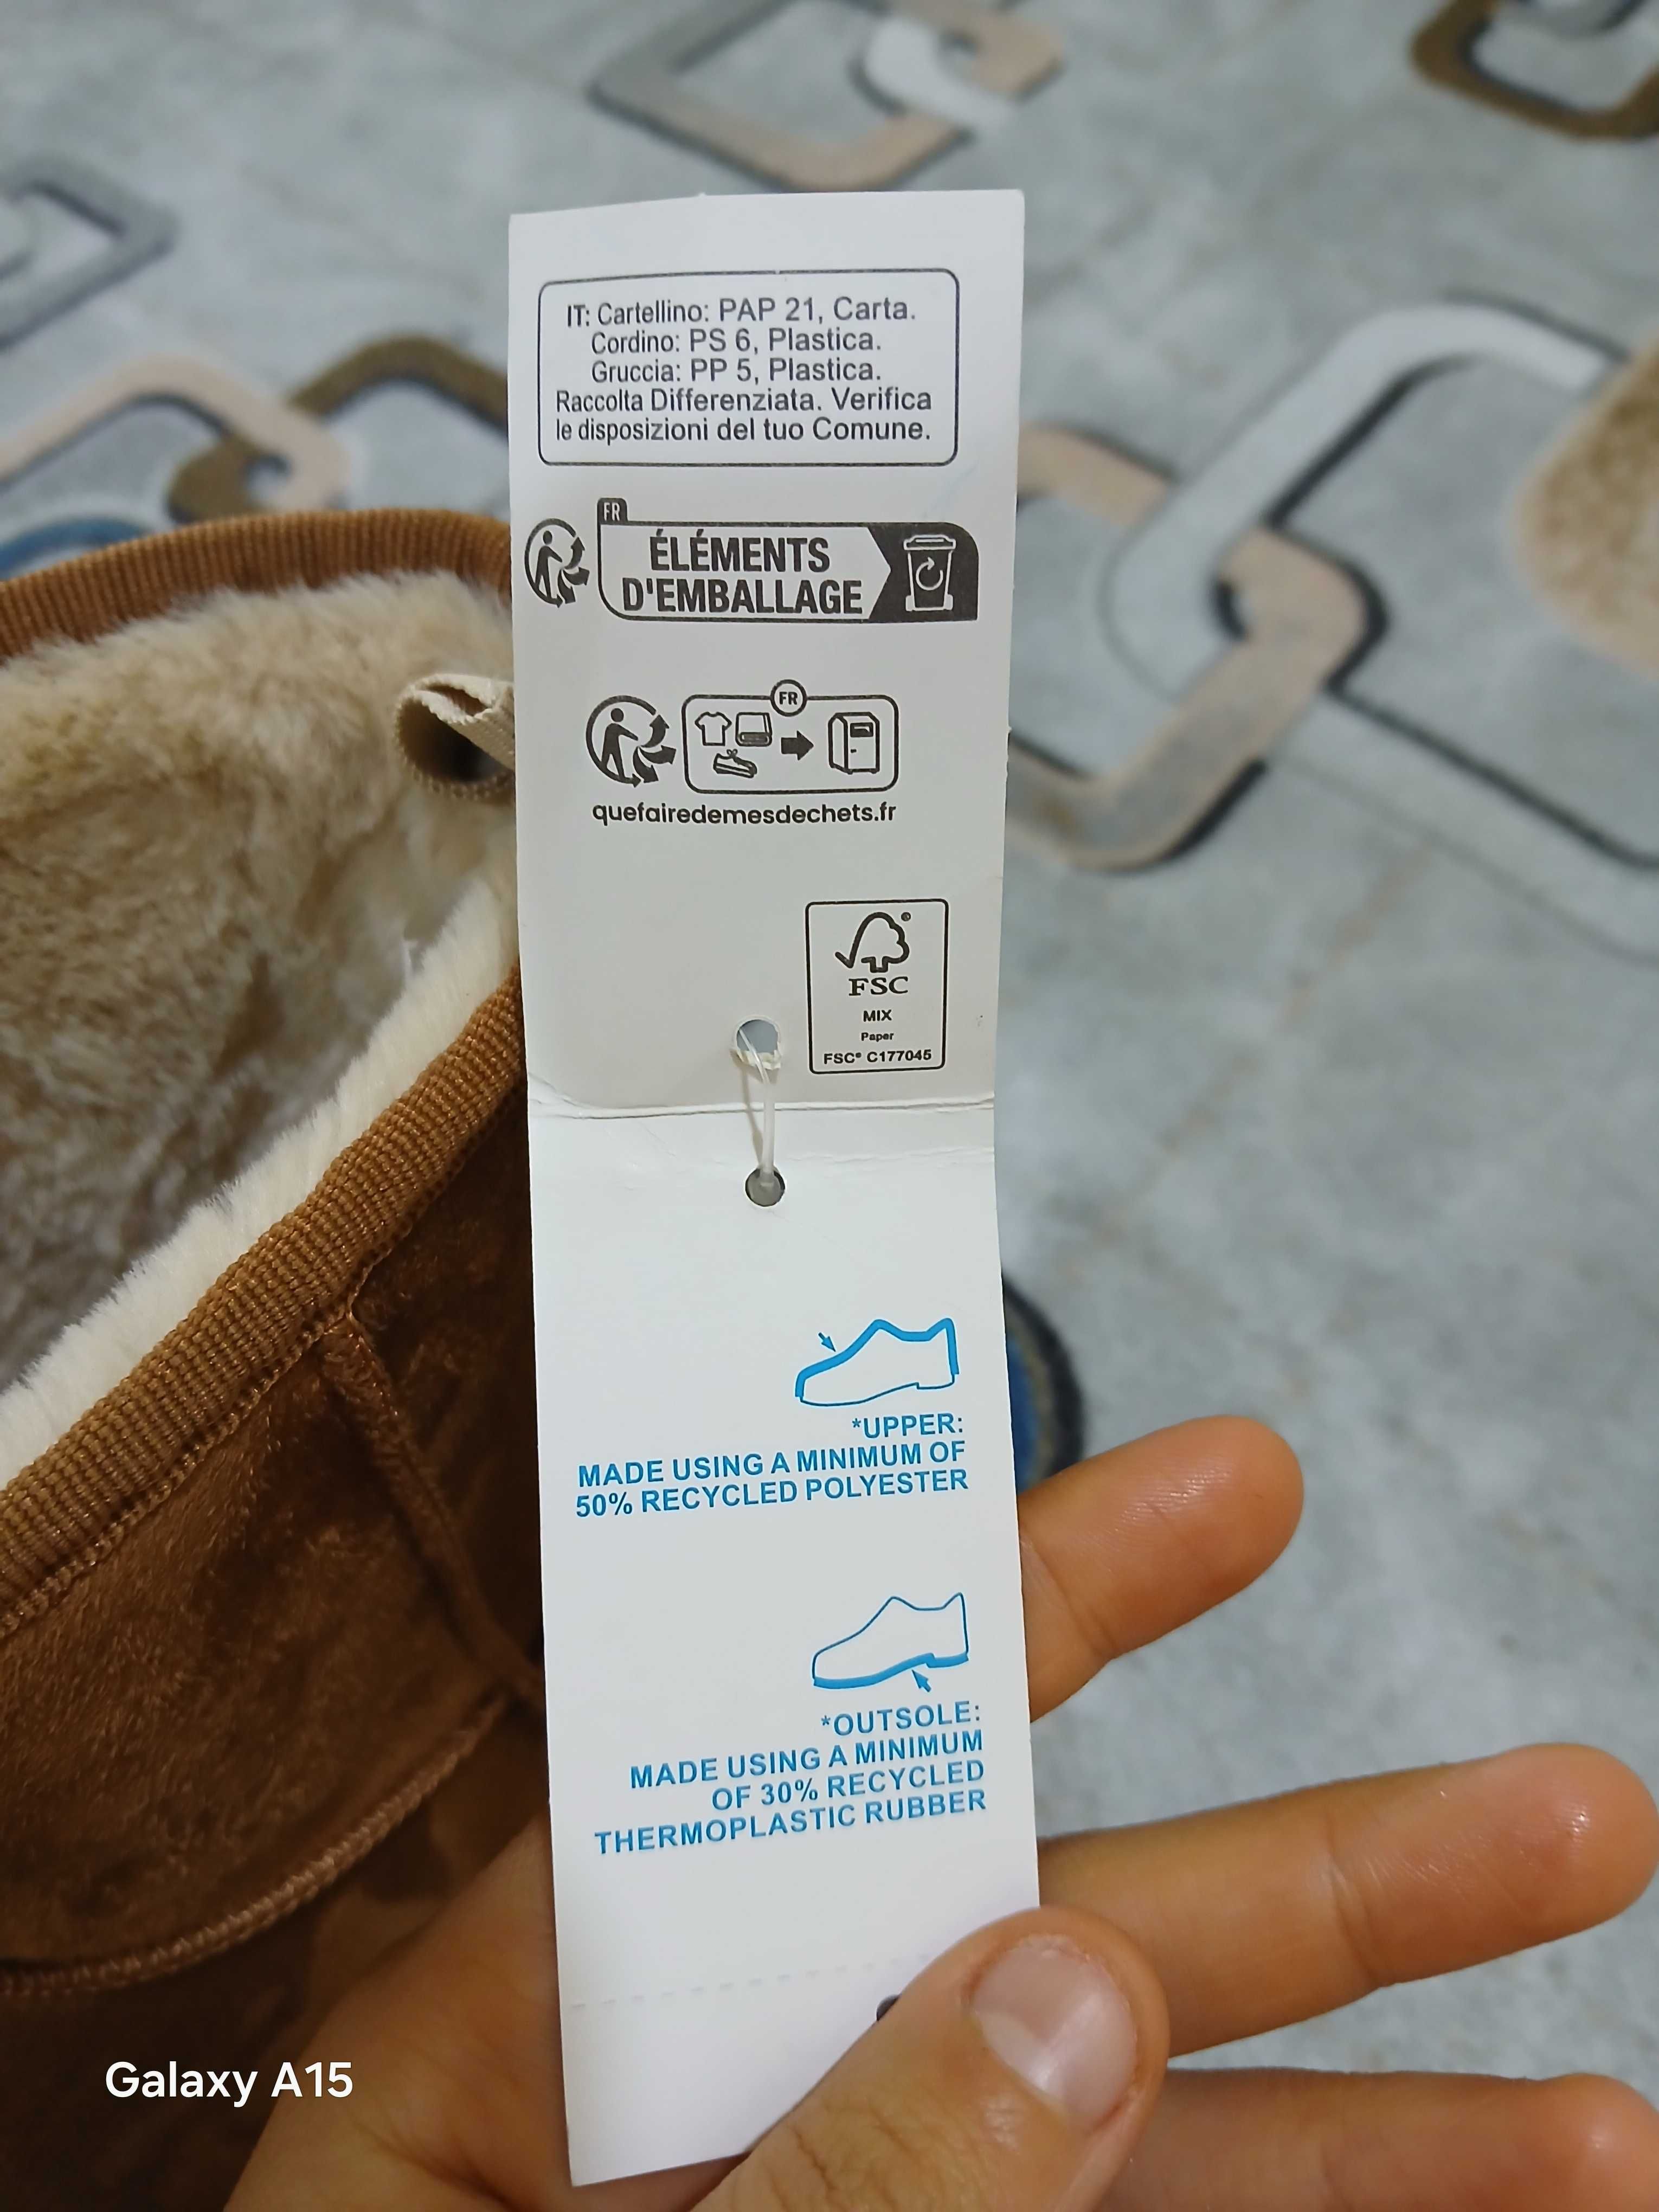 IT: Cartellino: PAP 21, Carta.
Cordino: PS 6, Plastica.
Gruccia: PP 5, Plastica.
Raccolta Differenziata. Verifica
le disposizioni del tuo Comune.
FR
ÉLÉMENTS
D'EMBALLAGE
FR
quefairedemesdechets.fr
FSC
MIX
Paper
FSC® C177045
*UPPER:
MADE USING A MINIMUM OF
50% RECYCLED POLYESTER
*OUTSOLE:
MADE USING A MINIMUM
OF 30% RECYCLED
THERMOPLASTIC RUBBER
Galaxy A15